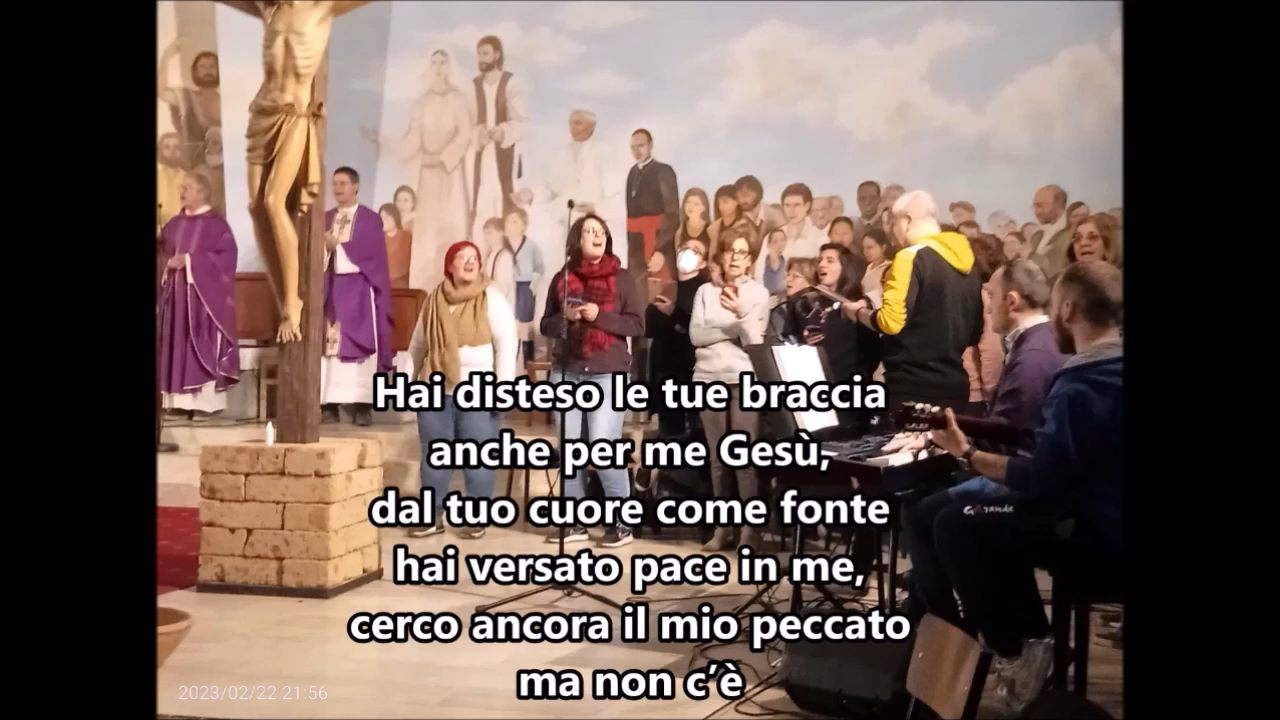 Hai disteso le tue braccia
anche per me Gesù,
dal tuo cuore come fonte
hai versato pace in me,
cerco ancora il mio peccato
ma non c’è
2023/02/22 21:56